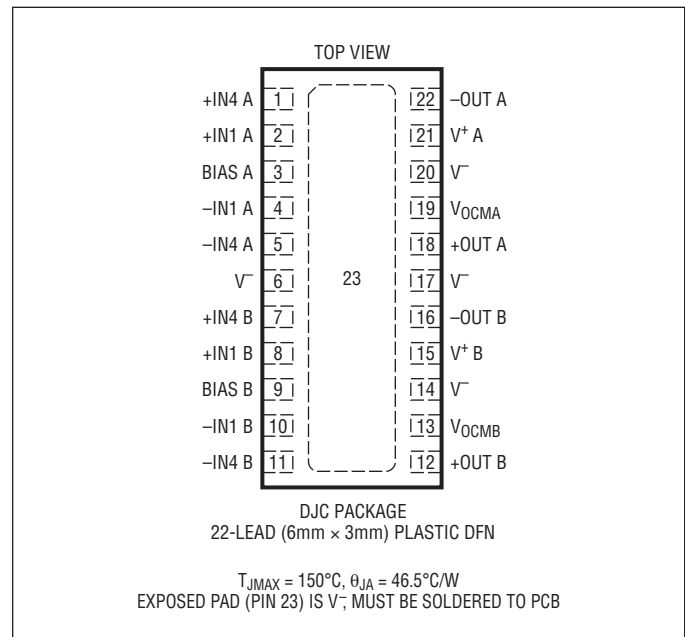 TOP VIEW
+IN4 A 1 22 –OUT A
+IN1 A 2 21 V+ A
BIAS A 3 20 V–
–IN1 A 4 19 VOCMA
–IN4 A 5 18 +OUT A
V– 6 23 17 V–
+IN4 B 7 16 –OUT B
+IN1 B 8 15 V+ B
BIAS B 9 14 V–
–IN1 B 10 13 VOCMB
–IN4 B 11 12 +OUT B
DJC PACKAGE
22-LEAD (6mm × 3mm) PLASTIC DFN
TJMAX = 150°C, θJA = 46.5°C/W
EXPOSED PAD (PIN 23) IS V–, MUST BE SOLDERED TO PCB